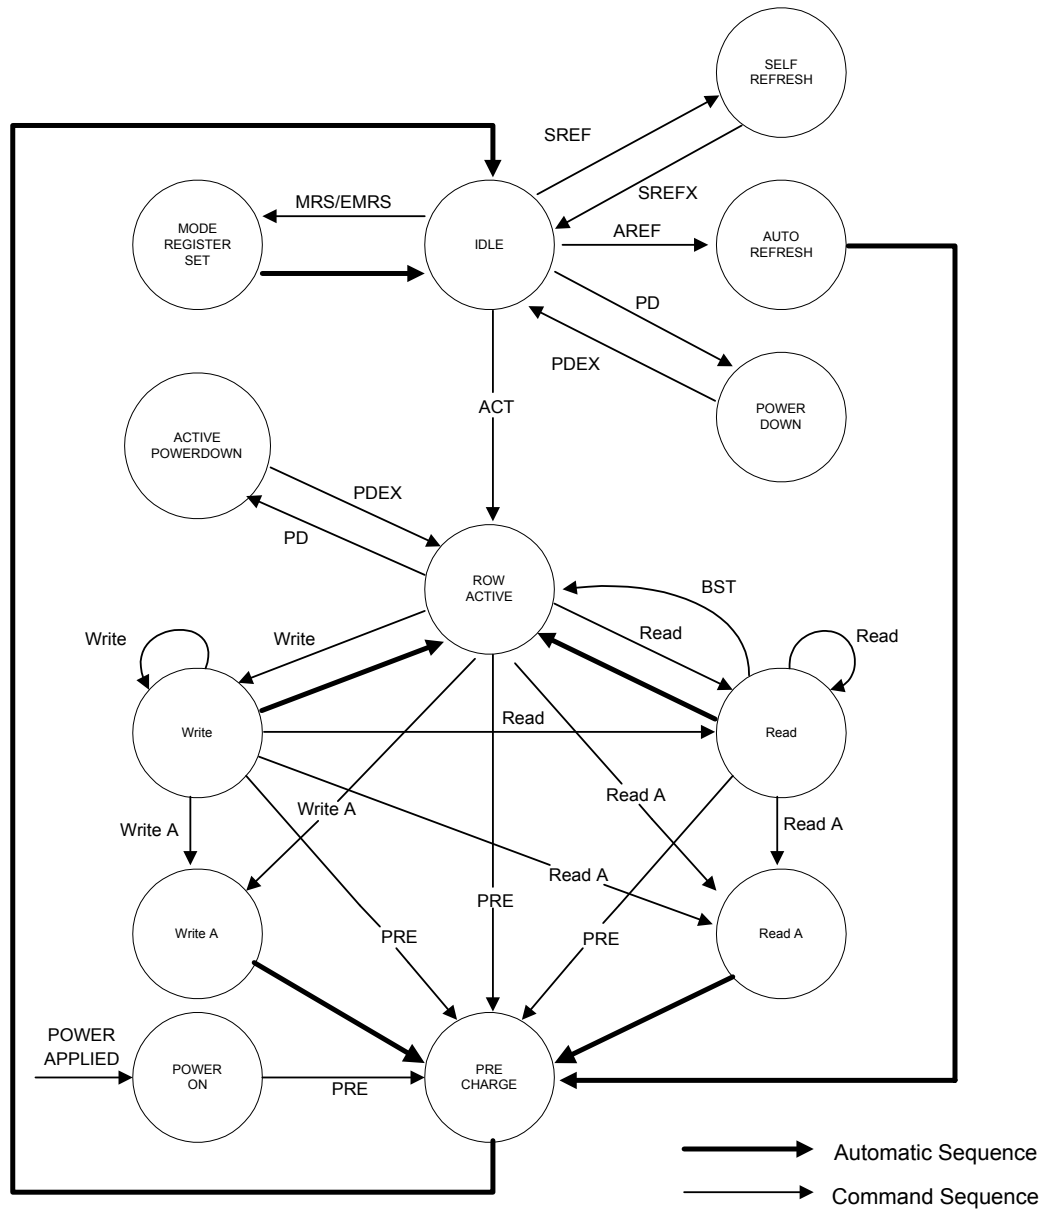 SELF
REFRESH
SREF
SREFX
MRS/EMRS
MODE
REGISTER
SET
IDLE
AREF
AUTO
REFRESH
PD
PDEX
ACT
POWER
DOWN
ACTIVE
POWERDOWN
PDEX
PD
ROW
ACTIVE
BST
Write
Write
Read
Read
Write
Read
Read
Write A
Write A
Read A
Read A
Read A
PRE
PRE
PRE
Write A
Read A
POWER
APPLIED
POWER
ON
PRE
PRE
CHARGE
Automatic Sequence
Command Sequence